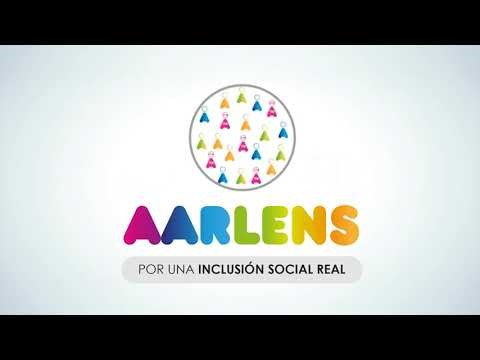 AARLENS
POR UNA INCLUSIÓN SOCIAL REAL